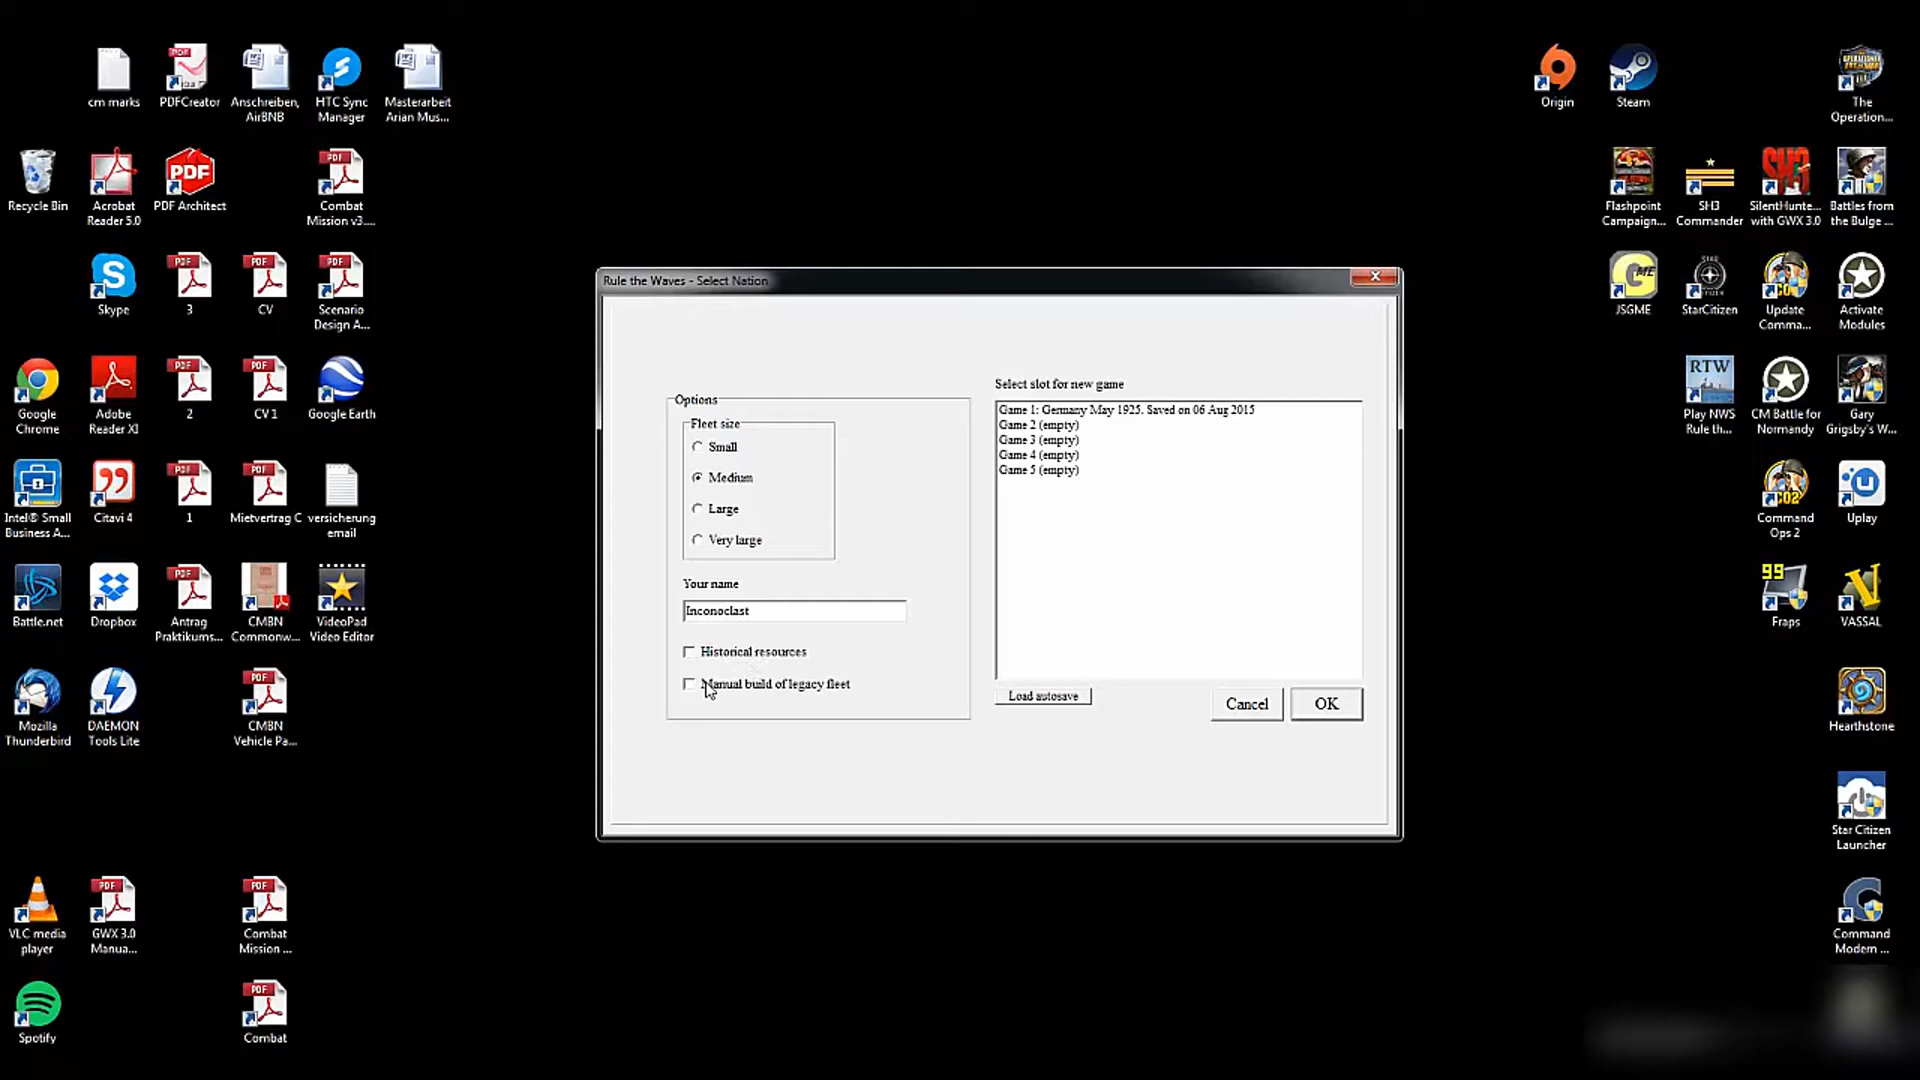 cm marks
PDFCreator
Anschreiben,
AirBNB
HTC Sync
Manager
Masterarbeit
Arian Mus...
Origin
Steam
The
Operation...
Recycle Bin
Acrobat
Reader 5.0
PDF Architect
Combat
Mission v3....
Flashpoint
Campaign...
SH3
Commander
SilentHunte...
with GWX 3.0
Battles from
the Bulge ...
Skype
3
CV
Scenario
Design A...
JSGME
StarCitizen
Update
Comma...
Activate
Modules
Google
Chrome
Adobe
Reader XI
2
CV 1
Google Earth
RTW
Play NWS
Rule th...
CM Battle for
Normandy
Gary
Grigsby's W...
Intel® Small
Business A...
Citavi 4
1
Mietvertrag C
versicherung
email
Command
Ops 2
Uplay
Battle.net
Dropbox
Antrag
Praktikums...
CMBN
Commonw...
VideoPad
Video Editor
99
Fraps
VASSAL
Mozilla
Thunderbird
DAEMON
Tools Lite
CMBN
Vehicle Pa...
Hearthstone
Star Citizen
Launcher
VLC media
player
GWX 3.0
Manua...
Combat
Mission ...
Command
Modern ...
Spotify
Combat
Rule the Waves - Select Nation
Options
Fleet size
Small
Medium
Large
Very large
Your name
Inconoclast
Historical resources
Manual build of legacy fleet
Select slot for new game
Game 1: Germany May 1925. Saved on 06 Aug 2015
Game 2 (empty)
Game 3 (empty)
Game 4 (empty)
Game 5 (empty)
Load autosave
Cancel
OK